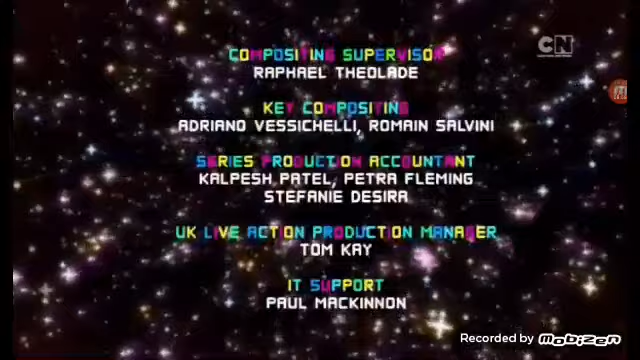 COMPOSITING SUPERVISOR
RAPHAEL THEOLADE
CN
KEY COMPOSITING
ADRIANO VESSICHELLI, ROMAIN SALVINI
SERIES PRODUCTION ACCOUNTANT
KALPESH PATEL, PETRA FLEMING
STEFANIE DESIRA
UK LIVE ACTION PRODUCTION MANAGER
TOM KAY
IT SUPPORT
PAUL MACKINNON
Recorded by mobizen